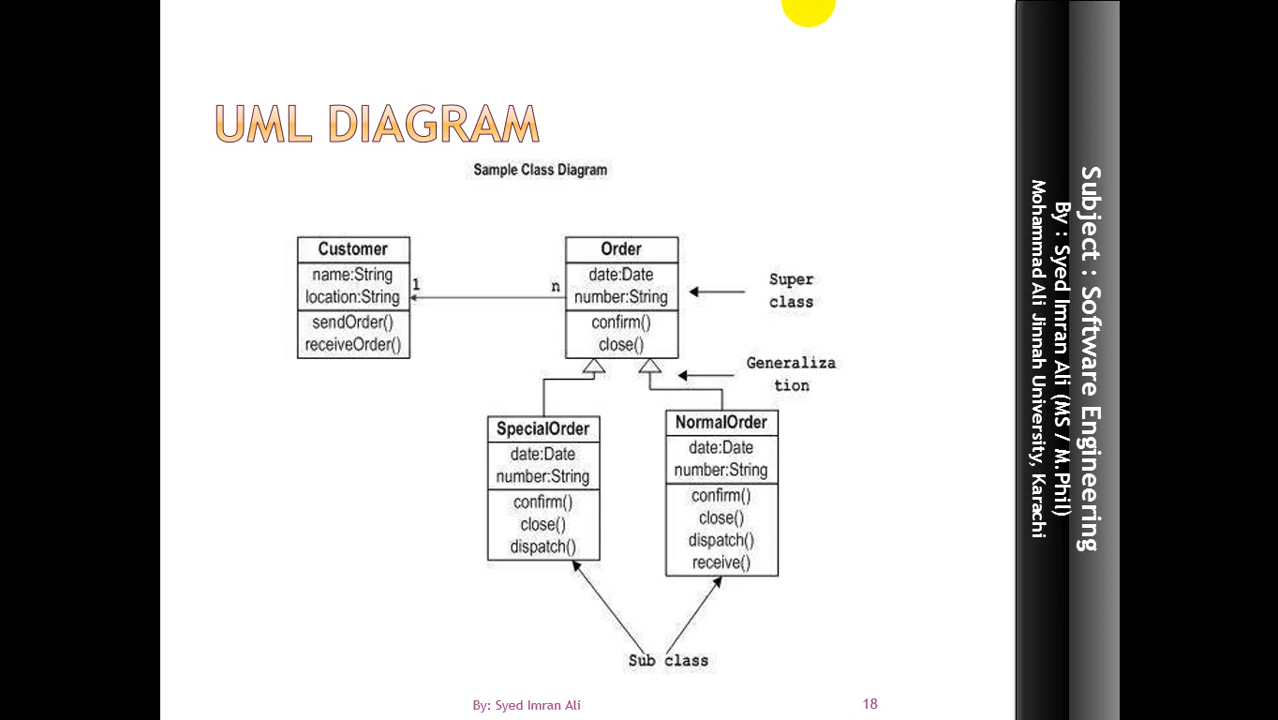 UML DIAGRAM
Sample Class Diagram
Customer
name:String
location:String
sendOrder()
receiveOrder()
1
n
Order
date:Date
number:String
confirm()
close()
Super
class
Generaliza
tion
SpecialOrder
date:Date
number:String
confirm()
close()
dispatch()
NormalOrder
date:Date
number:String
confirm()
close()
dispatch()
receive()
Sub class
By: Syed Imran Ali
18
Subject : Software Engineering
By : Syed Imran Ali (MS / M.Phil)
Mohammad Ali Jinnah University, Karachi